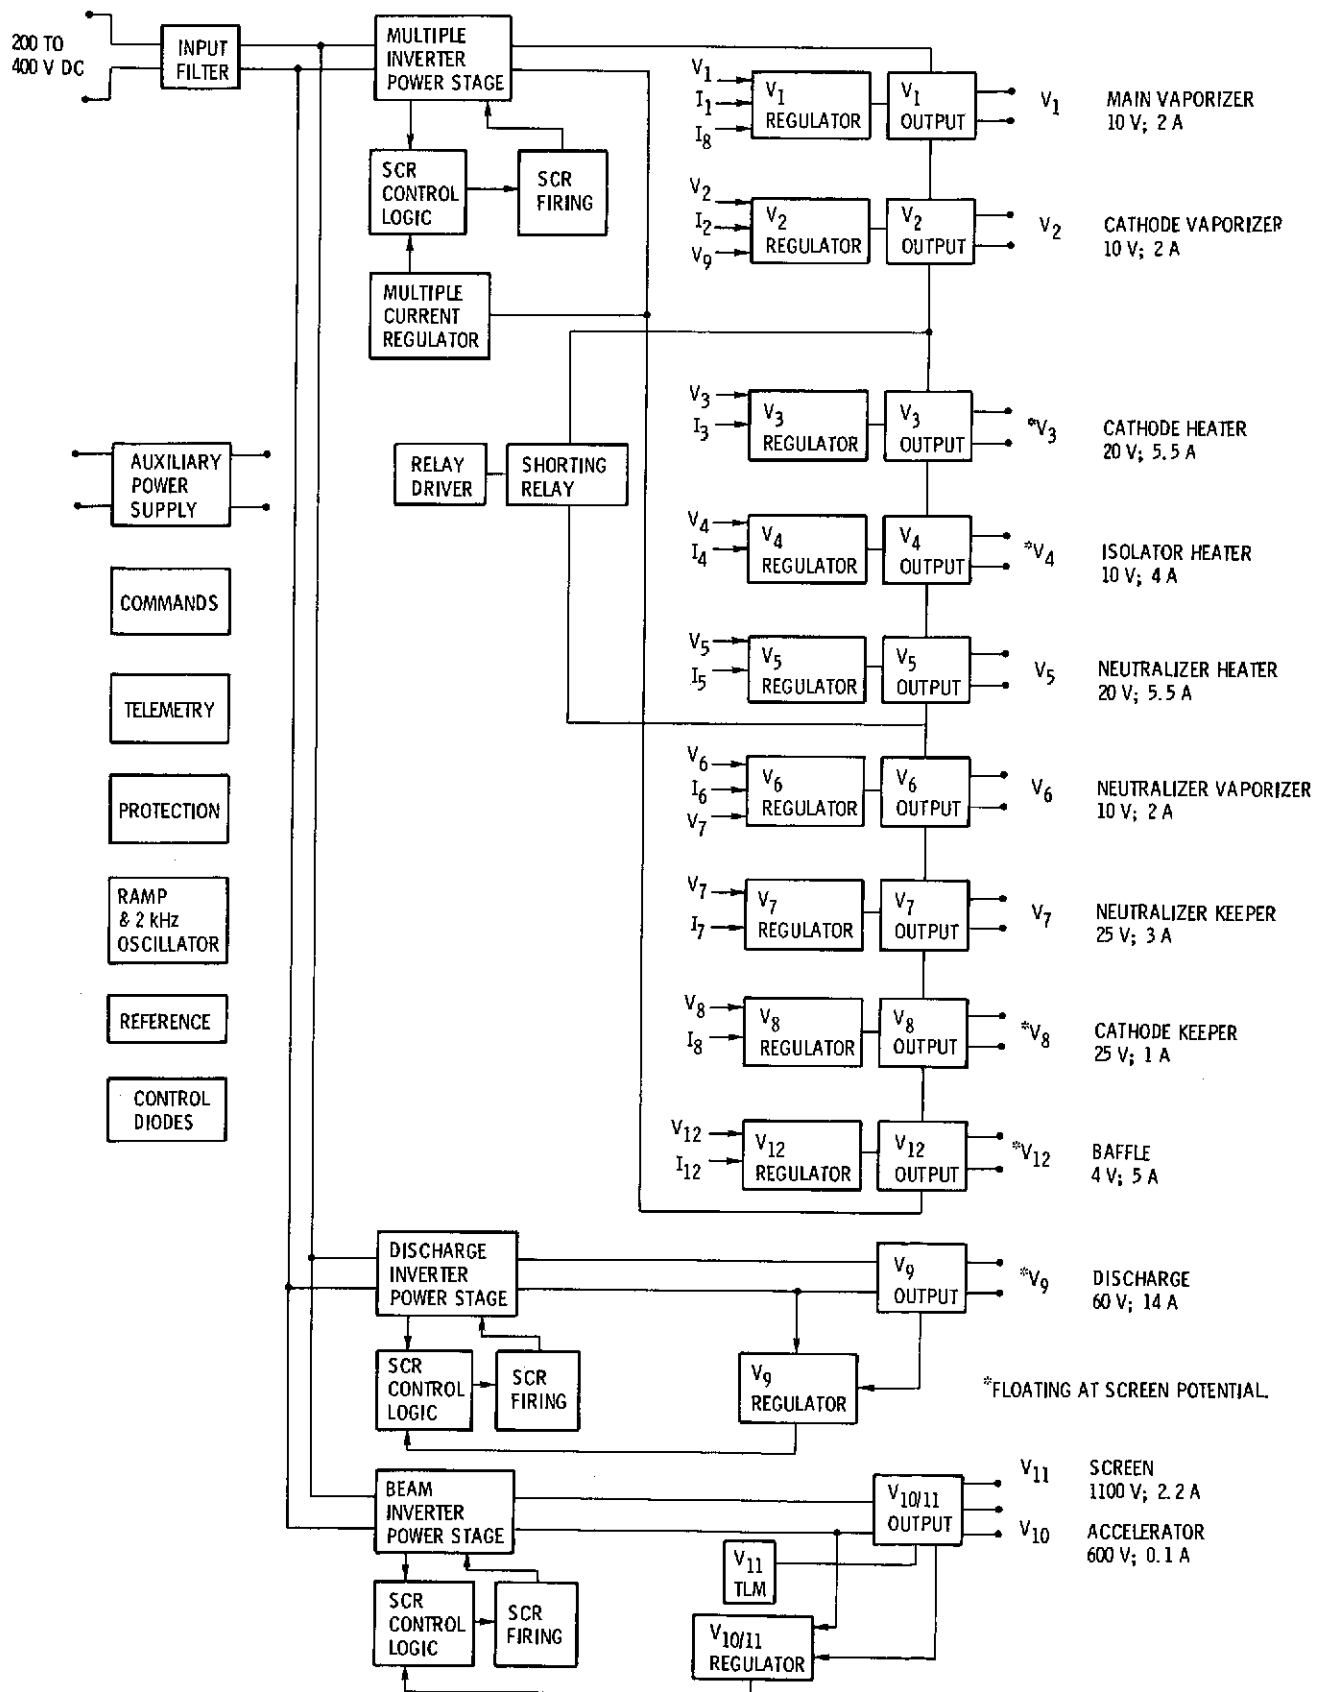 200 TO
400 V DC
INPUT
FILTER
MULTIPLE
INVERTER
POWER STAGE
SCR
CONTROL
LOGIC
SCR
FIRING
MULTIPLE
CURRENT
REGULATOR
V1
I1
I8
V1
REGULATOR
V1
OUTPUT
V1
MAIN VAPORIZER
10 V; 2 A
V2
I2
V9
V2
REGULATOR
V2
OUTPUT
V2
CATHODE VAPORIZER
10 V; 2 A
V3
I3
V3
REGULATOR
V3
OUTPUT
*V3
CATHODE HEATER
20 V; 5.5 A
RELAY
DRIVER
SHORTING
RELAY
AUXILIARY
POWER
SUPPLY
V4
I4
V4
REGULATOR
V4
OUTPUT
*V4
ISOLATOR HEATER
10 V; 4 A
COMMANDS
V5
I5
V5
REGULATOR
V5
OUTPUT
V5
NEUTRALIZER HEATER
20 V; 5.5 A
TELEMETRY
V6
I6
V7
V6
REGULATOR
V6
OUTPUT
V6
NEUTRALIZER VAPORIZER
10 V; 2 A
PROTECTION
V7
I7
V7
REGULATOR
V7
OUTPUT
V7
NEUTRALIZER KEEPER
25 V; 3 A
RAMP
& 2 kHz
OSCILLATOR
V8
I8
V8
REGULATOR
V8
OUTPUT
*V8
CATHODE KEEPER
25 V; 1 A
REFERENCE
CONTROL
DIODES
V12
I12
V12
REGULATOR
V12
OUTPUT
*V12
BAFFLE
4 V; 5 A
DISCHARGE
INVERTER
POWER STAGE
V9
OUTPUT
*V9
DISCHARGE
60 V; 14 A
SCR
CONTROL
LOGIC
SCR
FIRING
V9
REGULATOR
*FLOATING AT SCREEN POTENTIAL.
BEAM
INVERTER
POWER STAGE
V10/11
OUTPUT
V11
SCREEN
1100 V; 2.2 A
V10
ACCELERATOR
600 V; 0.1 A
V11
TLM
SCR
CONTROL
LOGIC
SCR
FIRING
V10/11
REGULATOR